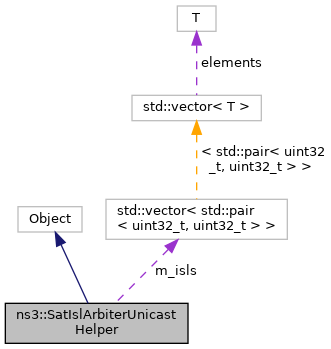 T
elements
std::vector< T >
< std::pair< uint32
_t, uint32_t > >
Object
std::vector< std::pair
< uint32_t, uint32_t > >
m_isls
ns3::SatIslArbiterUnicast
Helper